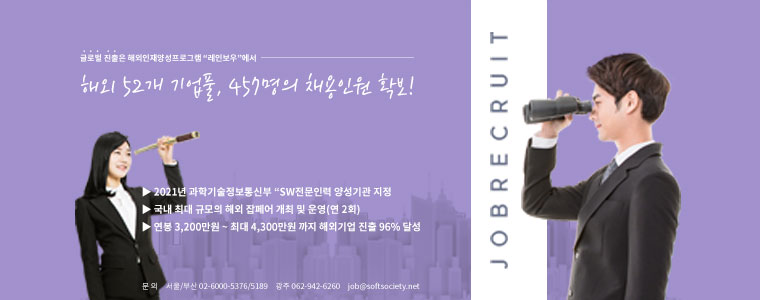 글로벌 진출은 해외인재양성프로그램 “레인보우”에서
해외 52개 기업풀, 457명의 채용인원 확보!
▶ 2021년 과학기술정보통신부 “SW전문인력 양성기관 지정
▶ 국내 최대 규모의 해외 잡페어 개최 및 운영(연 2회)
▶ 연봉 3,200만원 ~ 최대 4,300만원 까지 해외기업 진출 96% 달성
문 의 서울/부산 02-6000-5376/5189 광주 062-942-6260 job@softsociety.net
JOBRECRUIT